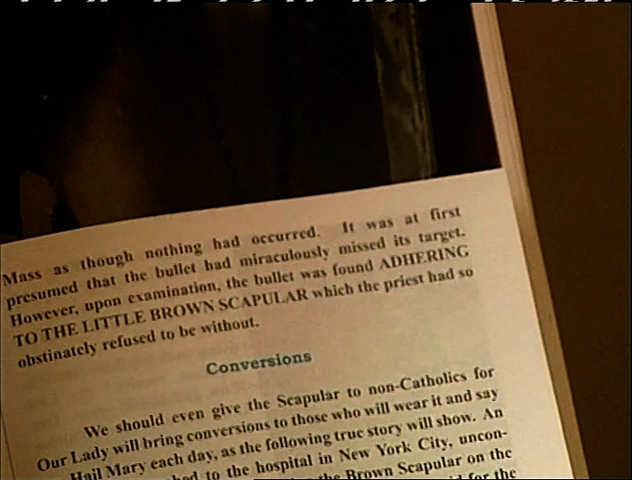 Mass as though nothing had occurred. It was at first
presumed that the bullet had miraculously missed its target.
However, upon examination, the bullet was found ADHERING
TO THE LITTLE BROWN SCAPULAR which the priest had so
obstinately refused to be without.
Conversions
We should even give the Scapular to non-Catholics for
Our Lady will bring conversions to those who will wear it and say
Hail Mary each day, as the following true story will show. An
to the hospital in New York City, uncon-
the Brown Scapular on the
for the